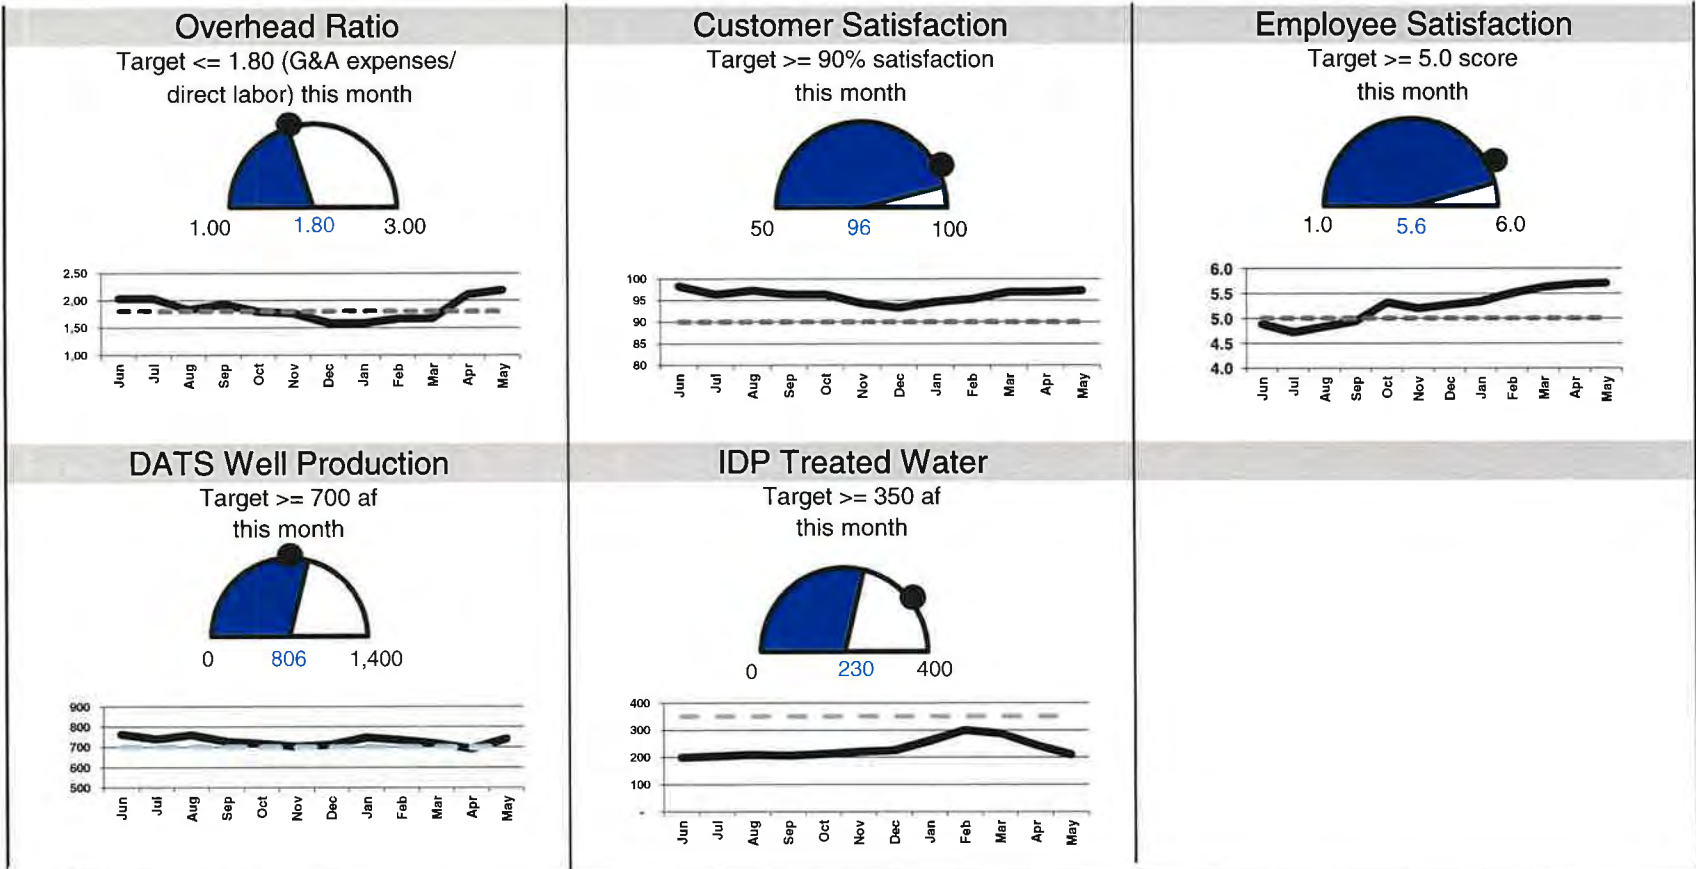 Overhead Ratio
Target <= 1.80 (G&A expenses/
direct labor) this month
1.00 1.80 3.00
2.50
2.00
1.50
1.00
Jun Jul Aug Sep Oct Nov Dec Jan Feb Mar Apr May
Customer Satisfaction
Target >= 90% satisfaction
this month
50 96 100
100
95
90
85
80
Jun Jul Aug Sep Oct Nov Dec Jan Feb Mar Apr May
Employee Satisfaction
Target >= 5.0 score
this month
1.0 5.6 6.0
6.0
5.5
5.0
4.5
4.0
Jun Jul Aug Sep Oct Nov Dec Jan Feb Mar Apr May
DATS Well Production
Target >= 700 af
this month
0 806 1,400
900
800
700
600
500
Jun Jul Aug Sep Oct Nov Dec Jan Feb Mar Apr May
IDP Treated Water
Target >= 350 af
this month
0 230 400
400
300
200
100
-
Jun Jul Aug Sep Oct Nov Dec Jan Feb Mar Apr May